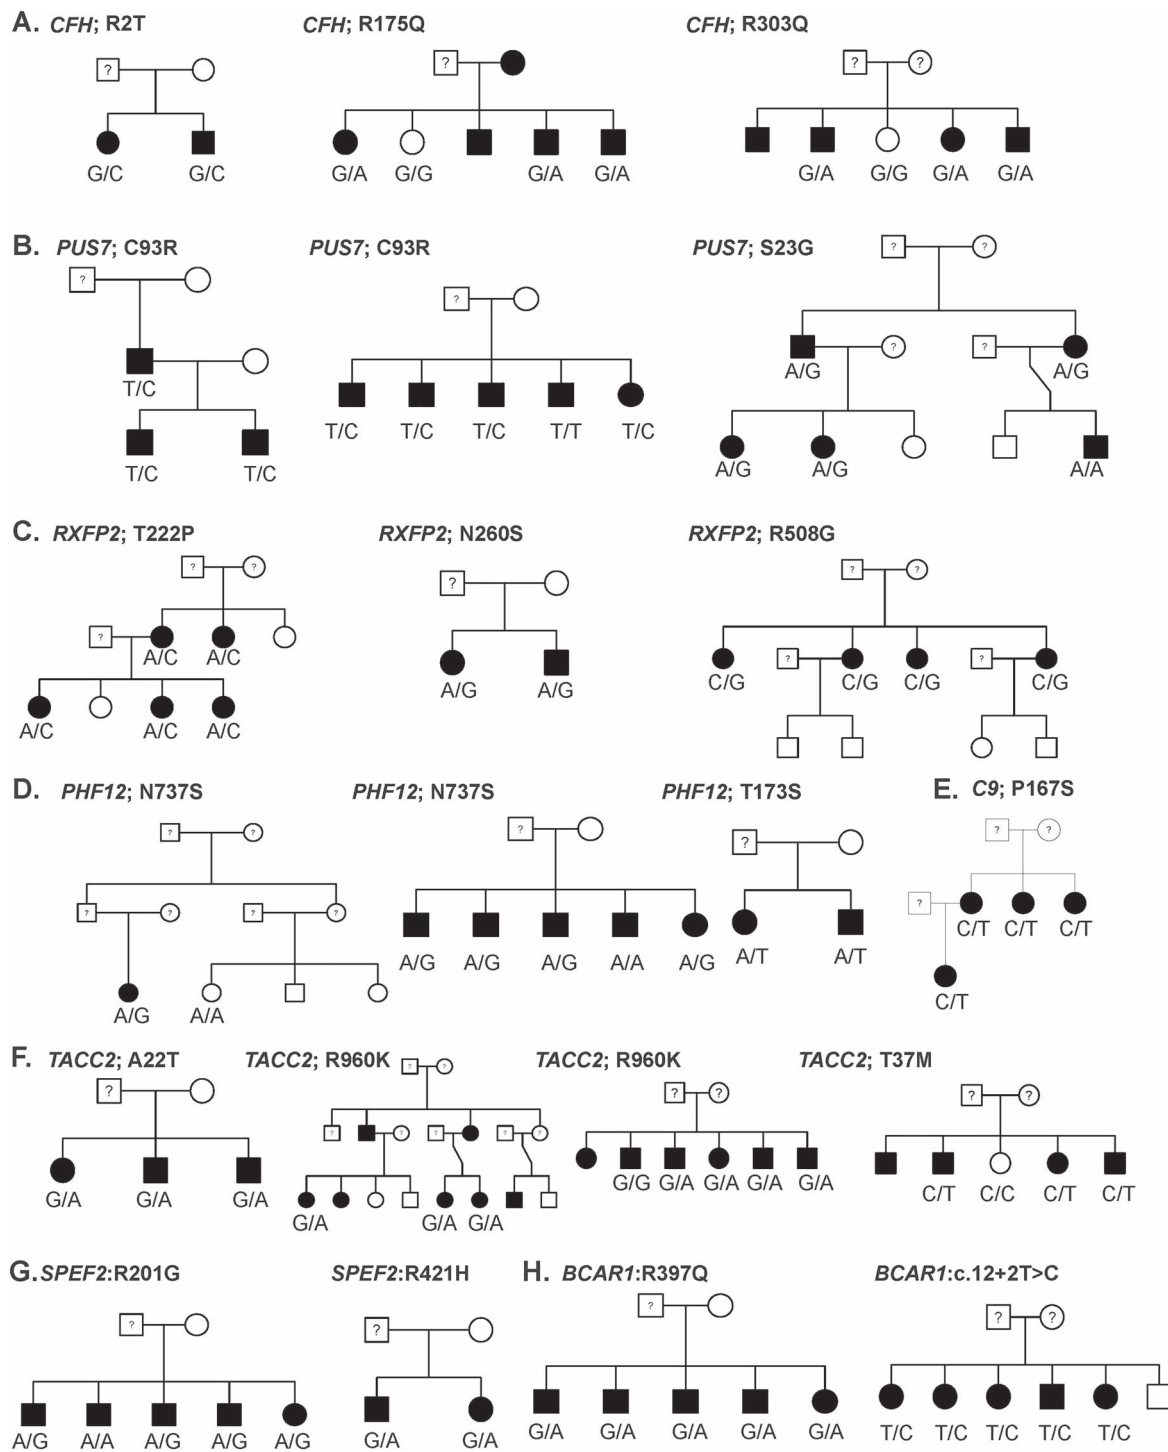 A. CFH; R2T CFH; R175Q CFH; R303Q
? ? ? ?
G/C G/C G/A G/G G/A G/A G/A G/G G/A G/A
B. PUS7; C93R PUS7; C93R PUS7; S23G
? ?
? ?
? ?
T/C A/G A/G
T/C T/C T/C T/C T/T T/C
T/C T/C A/G A/G A/A
C. RXFP2; T222P RXFP2; N260S RXFP2; R508G
? ? ? ? ?
? ? ?
A/C A/C
A/G A/G C/G C/G C/G C/G
A/C A/C A/C
D. PHF12; N737S PHF12; N737S PHF12; T173S E. C9; P167S
? ? ? ? ? ?
? ? ? ? ?
A/G A/G A/G A/A A/G A/T A/T C/T C/T C/T
A/G A/A C/T
F. TACC2; A22T TACC2; R960K TACC2; R960K TACC2; T37M
? ? ? ? ? ? ?
? ? ? ? ?
G/A G/A G/A G/G G/A G/A G/A G/A C/T C/C C/T C/T
G/A G/A G/A
G. SPEF2:R201G SPEF2:R421H H. BCAR1:R397Q BCAR1:c.12+2T>C
? ? ? ? ?
A/G A/A A/G A/G A/G G/A G/A G/A G/A G/A G/A G/A T/C T/C T/C T/C T/C